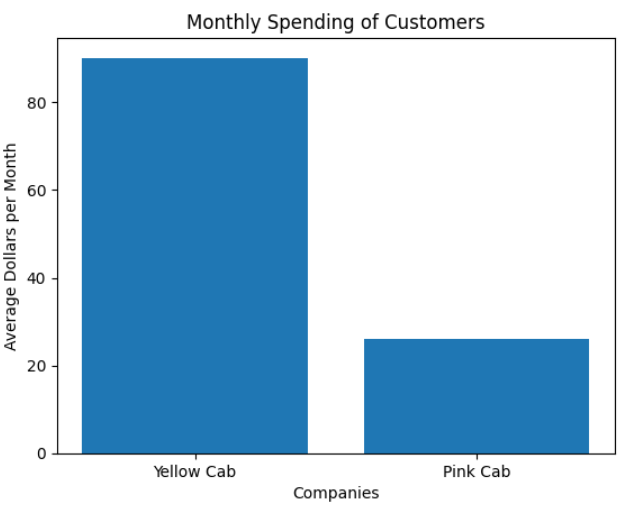 Monthly Spending of Customers
Average Dollars per Month
80
60
40
20
0
Yellow Cab
Pink Cab
Companies